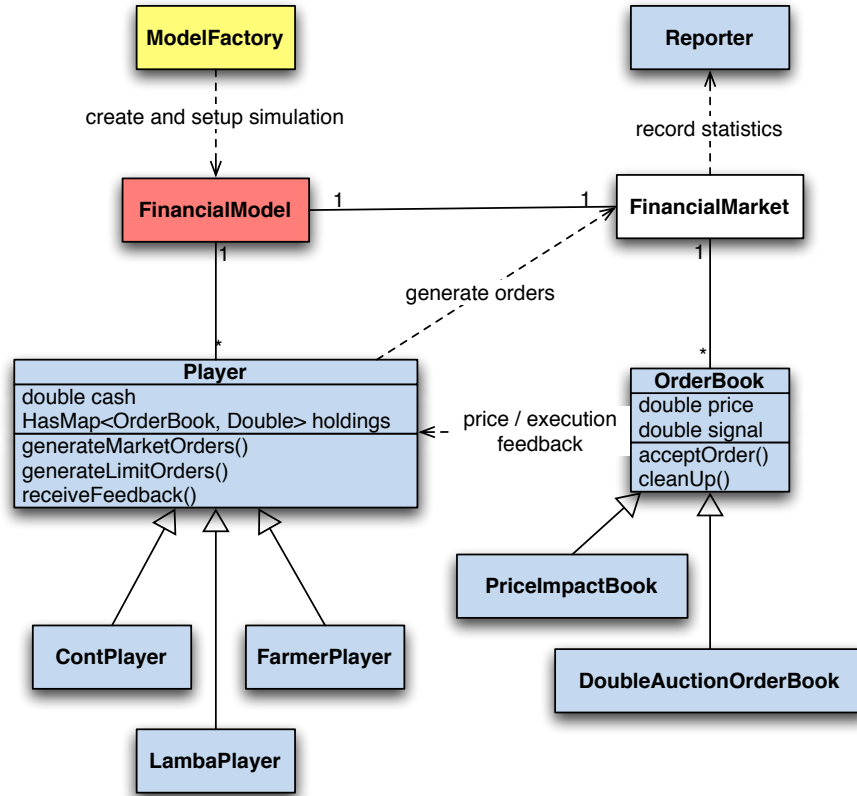 ModelFactory
Reporter
create and setup simulation
record statistics
FinancialModel
1
1
FinancialMarket
1
1
generate orders
*
*
Player
double cash
HasMap<OrderBook, Double> holdings
generateMarketOrders()
generateLimitOrders()
receiveFeedback()
price / execution
feedback
OrderBook
double price
double signal
acceptOrder()
cleanUp()
PriceImpactBook
ContPlayer
FarmerPlayer
DoubleAuctionOrderBook
LambaPlayer